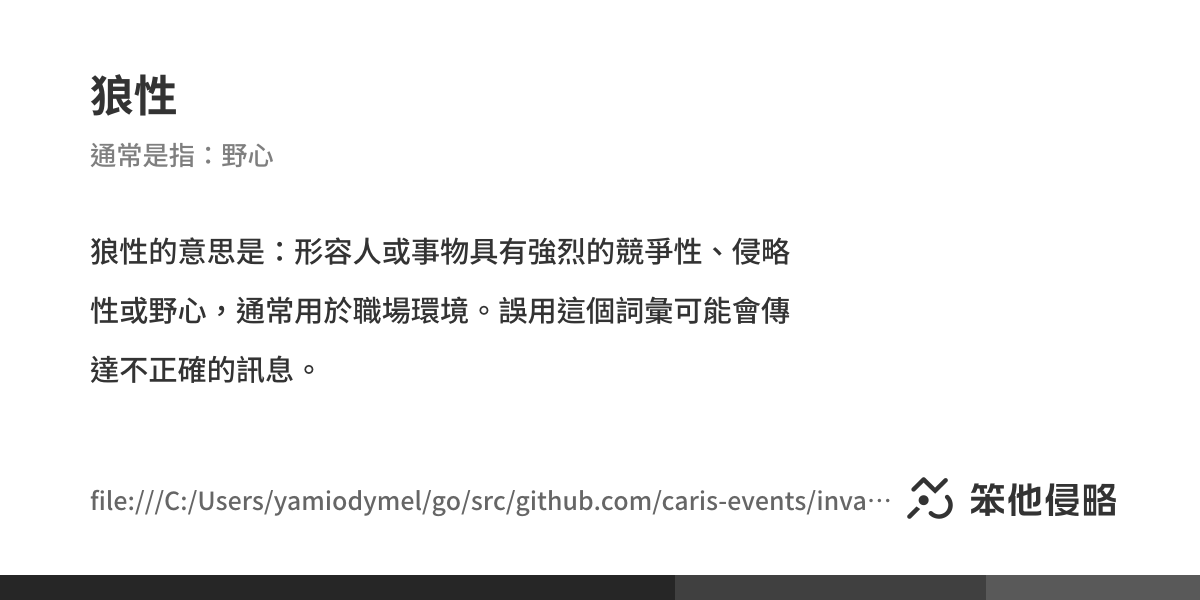 狼性
通常是指：野心
狼性的意思是：形容人或事物具有強烈的競爭性、侵略
性或野心，通常用於職場環境。誤用這個詞彙可能會傳
達不正確的訊息。
file:///C:/Users/yamiodymel/go/src/github.com/caris-events/inva…
笨他侵略